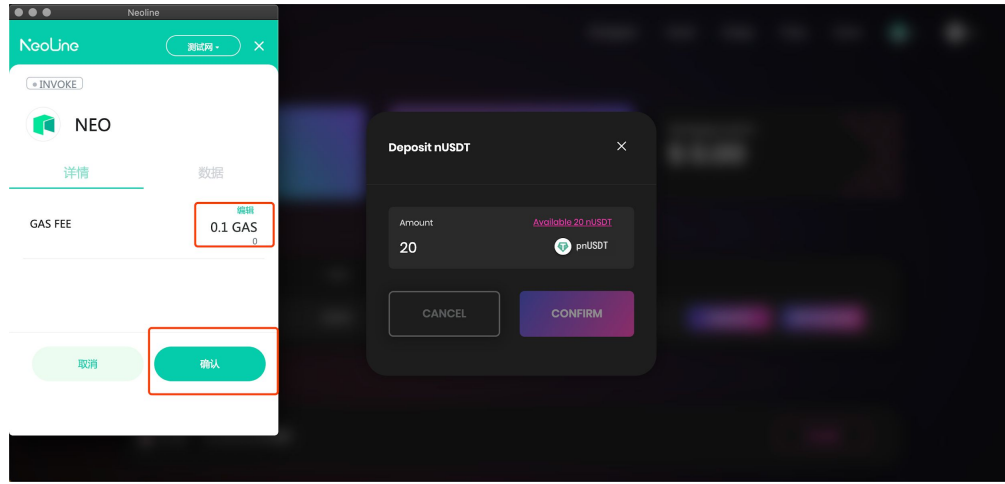 Neoline
NeoLine
测试网
INVOKE
NEO
详情
数据
GAS FEE
编辑
0.1 GAS
0
取消
确认
Deposit nUSDT
Amount
Available 20 nUSDT
20
pnUSDT
CANCEL
CONFIRM